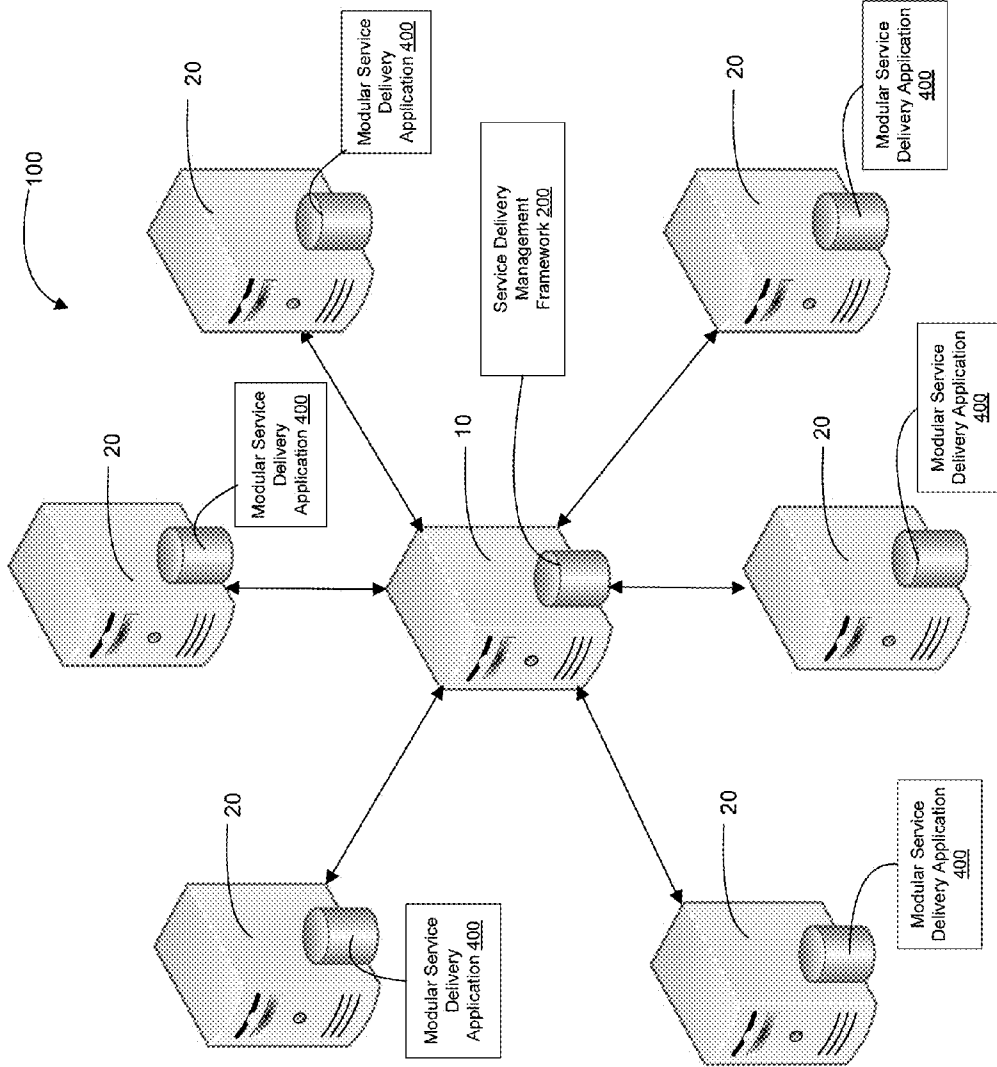 100
20
20
20
Modular Service
Delivery
Application 400
Modular Service
Delivery
Application 400
Modular Service
Delivery
Application 400
10
Service Delivery
Management
Framework 200
20
20
20
Modular Service
Delivery Application
400
Modular Service
Delivery Application
400
Modular Service
Delivery Application
400